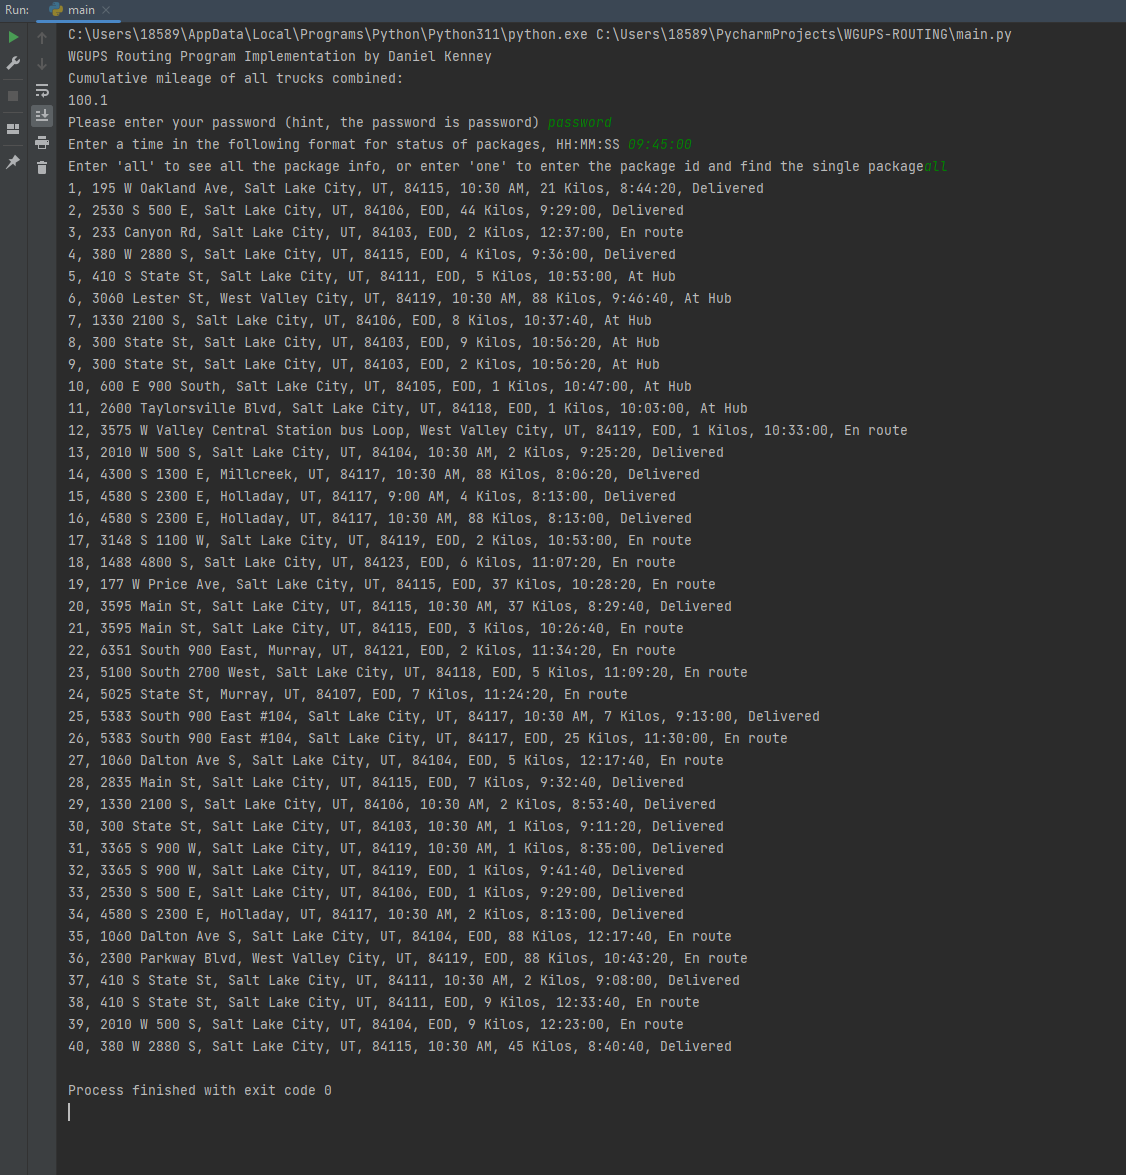 Run: main
C:\Users\18589\AppData\Local\Programs\Python\Python311\python.exe C:\Users\18589\PycharmProjects\WGUPS-ROUTING\main.py
WGUPS Routing Program Implementation by Daniel Kenney
Cumulative mileage of all trucks combined:
100.1
Please enter your password (hint, the password is password) password
Enter a time in the following format for status of packages, HH:MM:SS 09:45:00
Enter 'all' to see all the package info, or enter 'one' to enter the package id and find the single packageall
1, 195 W Oakland Ave, Salt Lake City, UT, 84115, 10:30 AM, 21 Kilos, 8:44:20, Delivered
2, 2530 S 500 E, Salt Lake City, UT, 84106, EOD, 44 Kilos, 9:29:00, Delivered
3, 233 Canyon Rd, Salt Lake City, UT, 84103, EOD, 2 Kilos, 12:37:00, En route
4, 380 W 2880 S, Salt Lake City, UT, 84115, EOD, 4 Kilos, 9:36:00, Delivered
5, 410 S State St, Salt Lake City, UT, 84111, EOD, 5 Kilos, 10:53:00, At Hub
6, 3060 Lester St, West Valley City, UT, 84119, 10:30 AM, 88 Kilos, 9:46:40, At Hub
7, 1330 2100 S, Salt Lake City, UT, 84106, EOD, 8 Kilos, 10:37:40, At Hub
8, 300 State St, Salt Lake City, UT, 84103, EOD, 9 Kilos, 10:56:20, At Hub
9, 300 State St, Salt Lake City, UT, 84103, EOD, 2 Kilos, 10:56:20, At Hub
10, 600 E 900 South, Salt Lake City, UT, 84105, EOD, 1 Kilos, 10:47:00, At Hub
11, 2600 Taylorsville Blvd, Salt Lake City, UT, 84118, EOD, 1 Kilos, 10:03:00, At Hub
12, 3575 W Valley Central Station bus Loop, West Valley City, UT, 84119, EOD, 1 Kilos, 10:33:00, En route
13, 2010 W 500 S, Salt Lake City, UT, 84104, 10:30 AM, 2 Kilos, 9:25:20, Delivered
14, 4300 S 1300 E, Millcreek, UT, 84117, 10:30 AM, 88 Kilos, 8:06:20, Delivered
15, 4580 S 2300 E, Holladay, UT, 84117, 9:00 AM, 4 Kilos, 8:13:00, Delivered
16, 4580 S 2300 E, Holladay, UT, 84117, 10:30 AM, 88 Kilos, 8:13:00, Delivered
17, 3148 S 1100 W, Salt Lake City, UT, 84119, EOD, 2 Kilos, 10:53:00, En route
18, 1488 4800 S, Salt Lake City, UT, 84123, EOD, 6 Kilos, 11:07:20, En route
19, 177 W Price Ave, Salt Lake City, UT, 84115, EOD, 37 Kilos, 10:28:20, En route
20, 3595 Main St, Salt Lake City, UT, 84115, 10:30 AM, 37 Kilos, 8:29:40, Delivered
21, 3595 Main St, Salt Lake City, UT, 84115, EOD, 3 Kilos, 10:26:40, En route
22, 6351 South 900 East, Murray, UT, 84121, EOD, 2 Kilos, 11:34:20, En route
23, 5100 South 2700 West, Salt Lake City, UT, 84118, EOD, 5 Kilos, 11:09:20, En route
24, 5025 State St, Murray, UT, 84107, EOD, 7 Kilos, 11:24:20, En route
25, 5383 South 900 East #104, Salt Lake City, UT, 84117, 10:30 AM, 7 Kilos, 9:13:00, Delivered
26, 5383 South 900 East #104, Salt Lake City, UT, 84117, EOD, 25 Kilos, 11:30:00, En route
27, 1060 Dalton Ave S, Salt Lake City, UT, 84104, EOD, 5 Kilos, 12:17:40, En route
28, 2835 Main St, Salt Lake City, UT, 84115, EOD, 7 Kilos, 9:32:40, Delivered
29, 1330 2100 S, Salt Lake City, UT, 84106, 10:30 AM, 2 Kilos, 8:53:40, Delivered
30, 300 State St, Salt Lake City, UT, 84103, 10:30 AM, 1 Kilos, 9:11:20, Delivered
31, 3365 S 900 W, Salt Lake City, UT, 84119, 10:30 AM, 1 Kilos, 8:35:00, Delivered
32, 3365 S 900 W, Salt Lake City, UT, 84119, EOD, 1 Kilos, 9:41:40, Delivered
33, 2530 S 500 E, Salt Lake City, UT, 84106, EOD, 1 Kilos, 9:29:00, Delivered
34, 4580 S 2300 E, Holladay, UT, 84117, 10:30 AM, 2 Kilos, 8:13:00, Delivered
35, 1060 Dalton Ave S, Salt Lake City, UT, 84104, EOD, 88 Kilos, 12:17:40, En route
36, 2300 Parkway Blvd, West Valley City, UT, 84119, EOD, 88 Kilos, 10:43:20, En route
37, 410 S State St, Salt Lake City, UT, 84111, 10:30 AM, 2 Kilos, 9:08:00, Delivered
38, 410 S State St, Salt Lake City, UT, 84111, EOD, 9 Kilos, 12:33:40, En route
39, 2010 W 500 S, Salt Lake City, UT, 84104, EOD, 9 Kilos, 12:23:00, En route
40, 380 W 2880 S, Salt Lake City, UT, 84115, 10:30 AM, 45 Kilos, 8:40:40, Delivered
Process finished with exit code 0